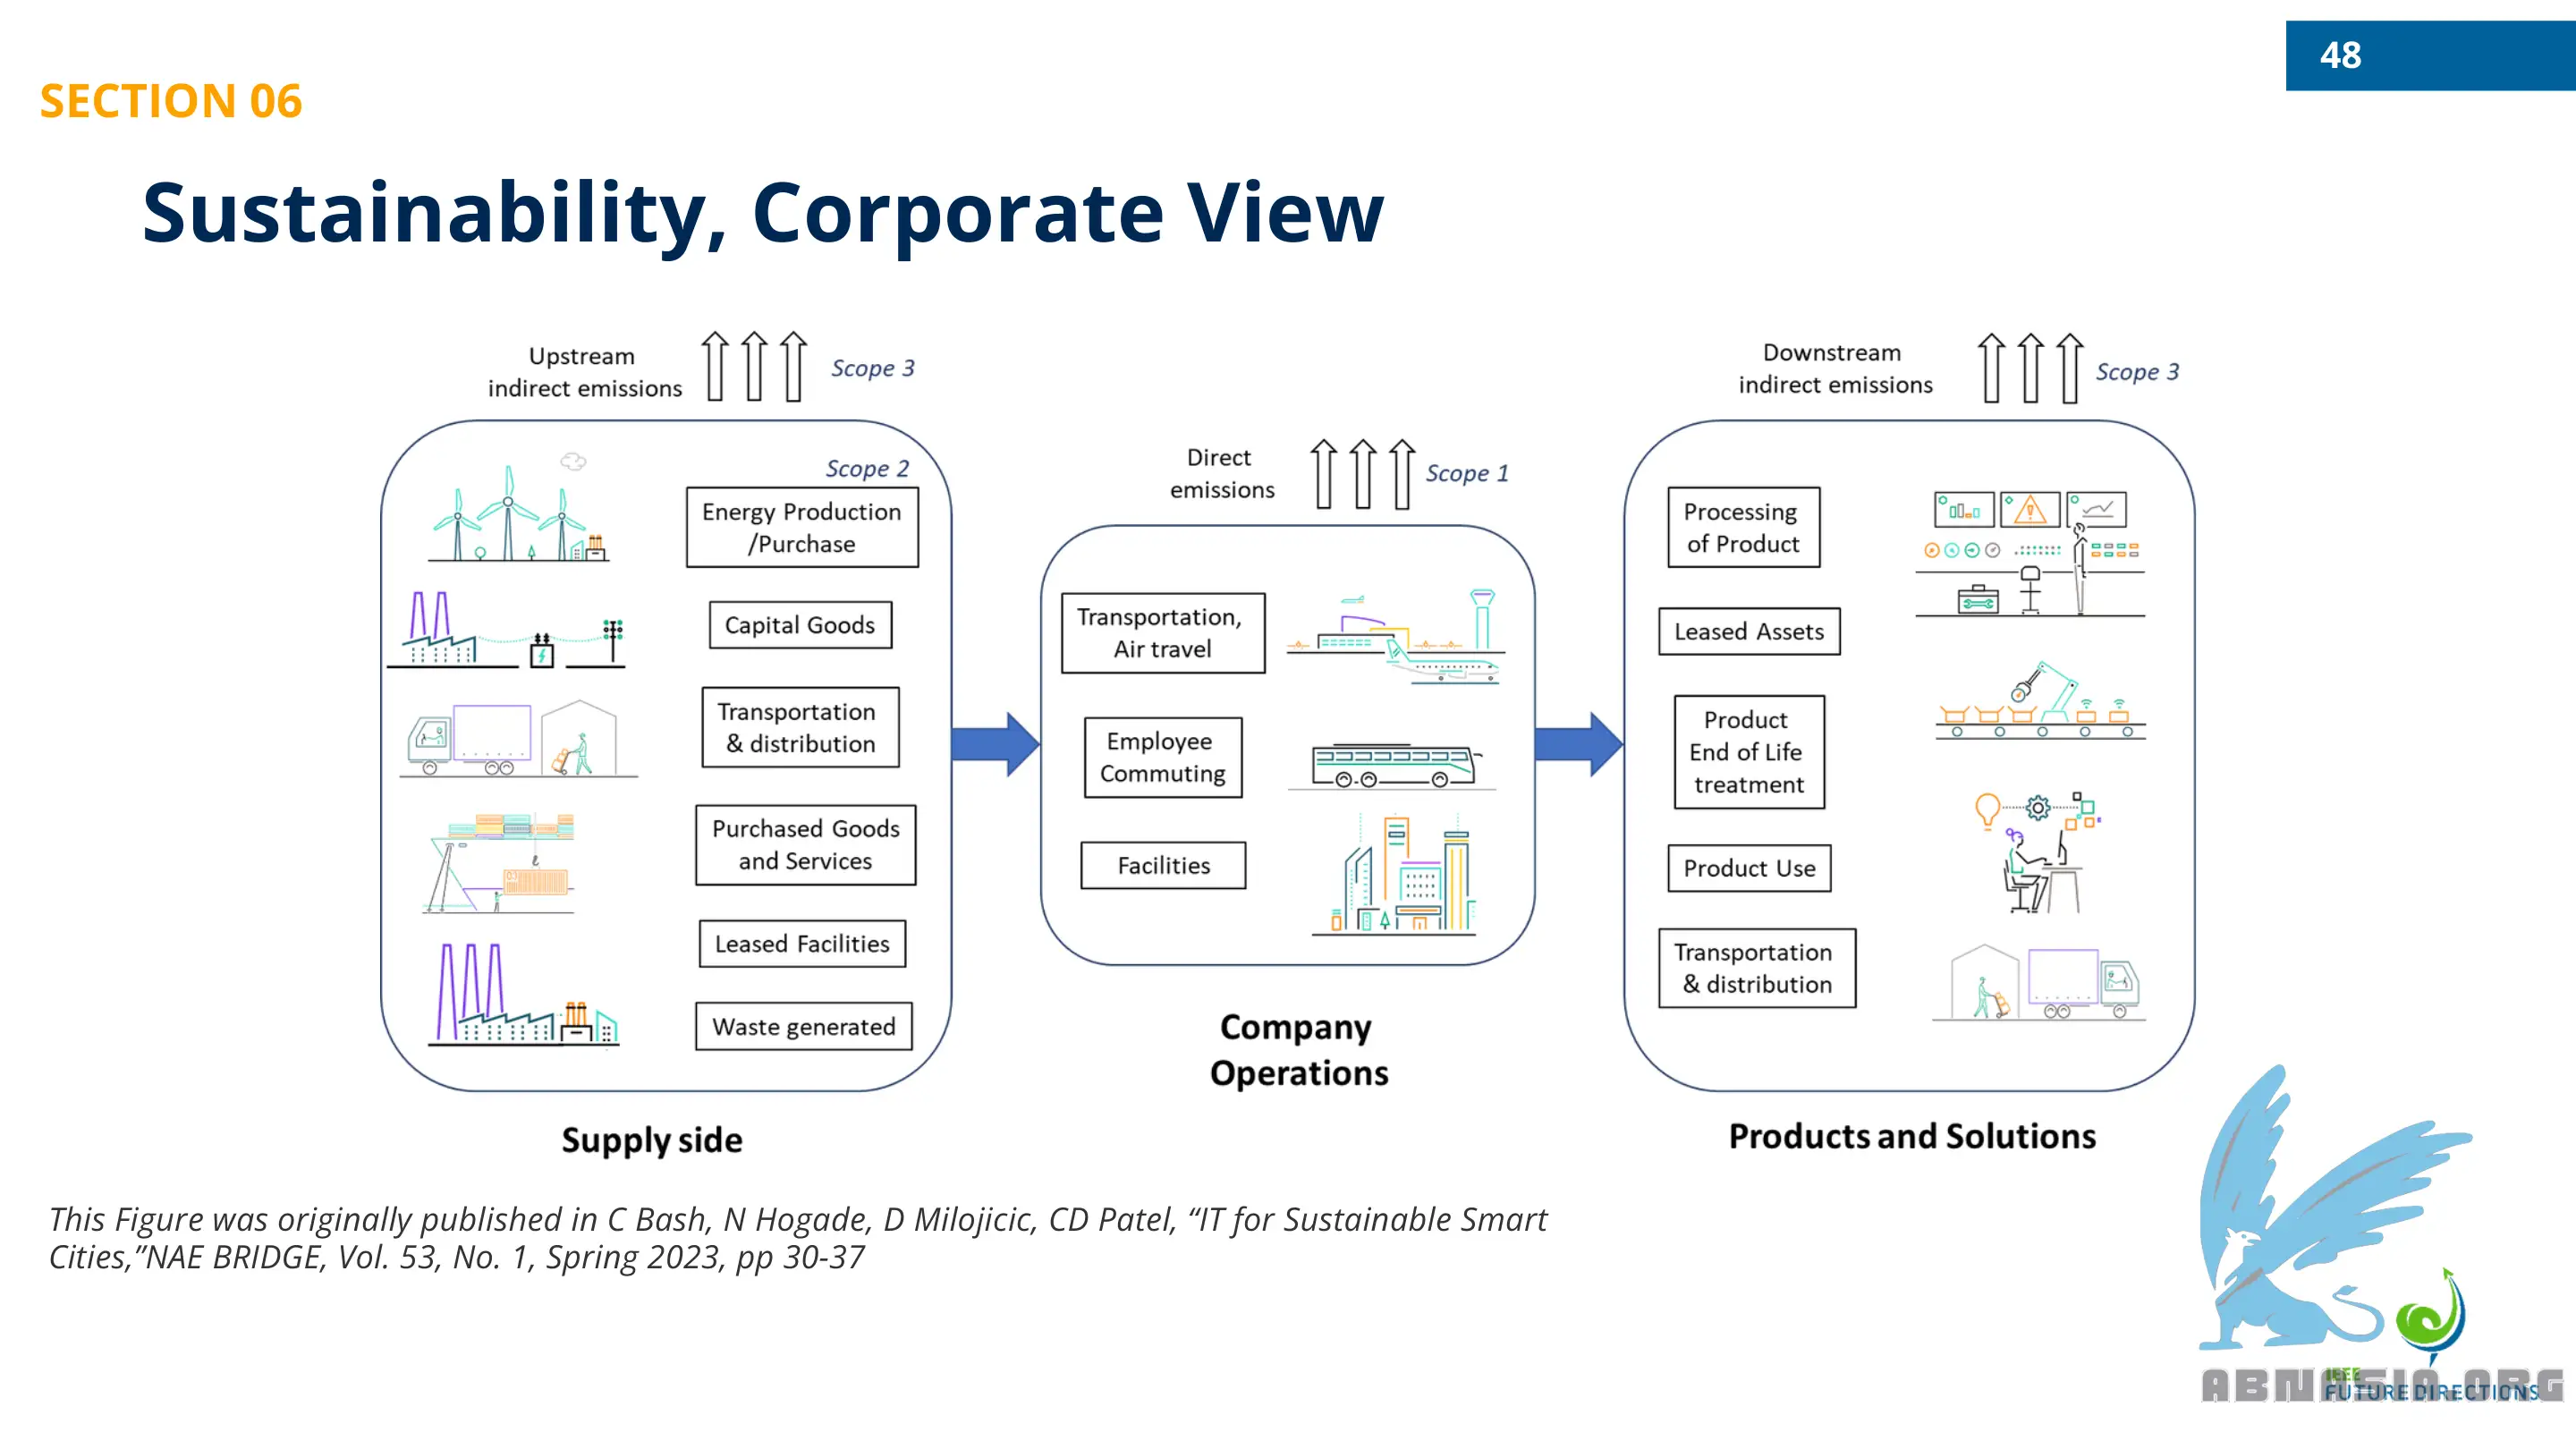 48
SECTION 06
Sustainability, Corporate View
Upstream
indirect emissions
Scope 3
Scope 2
Energy Production
/Purchase
Capital Goods
Transportation
& distribution
Purchased Goods
and Services
Leased Facilities
Waste generated
Supply side
Direct
emissions
Scope 1
Transportation,
Air travel
Employee
Commuting
Facilities
Company
Operations
Downstream
indirect emissions
Scope 3
Processing
of Product
Leased Assets
Product
End of Life
treatment
Product Use
Transportation
& distribution
Products and Solutions
This Figure was originally published in C Bash, N Hogade, D Milojicic, CD Patel, “IT for Sustainable Smart
Cities,”NAE BRIDGE, Vol. 53, No. 1, Spring 2023, pp 30-37
IEEE
FUTURE DIRECTIONS
ABNASIA.ORG